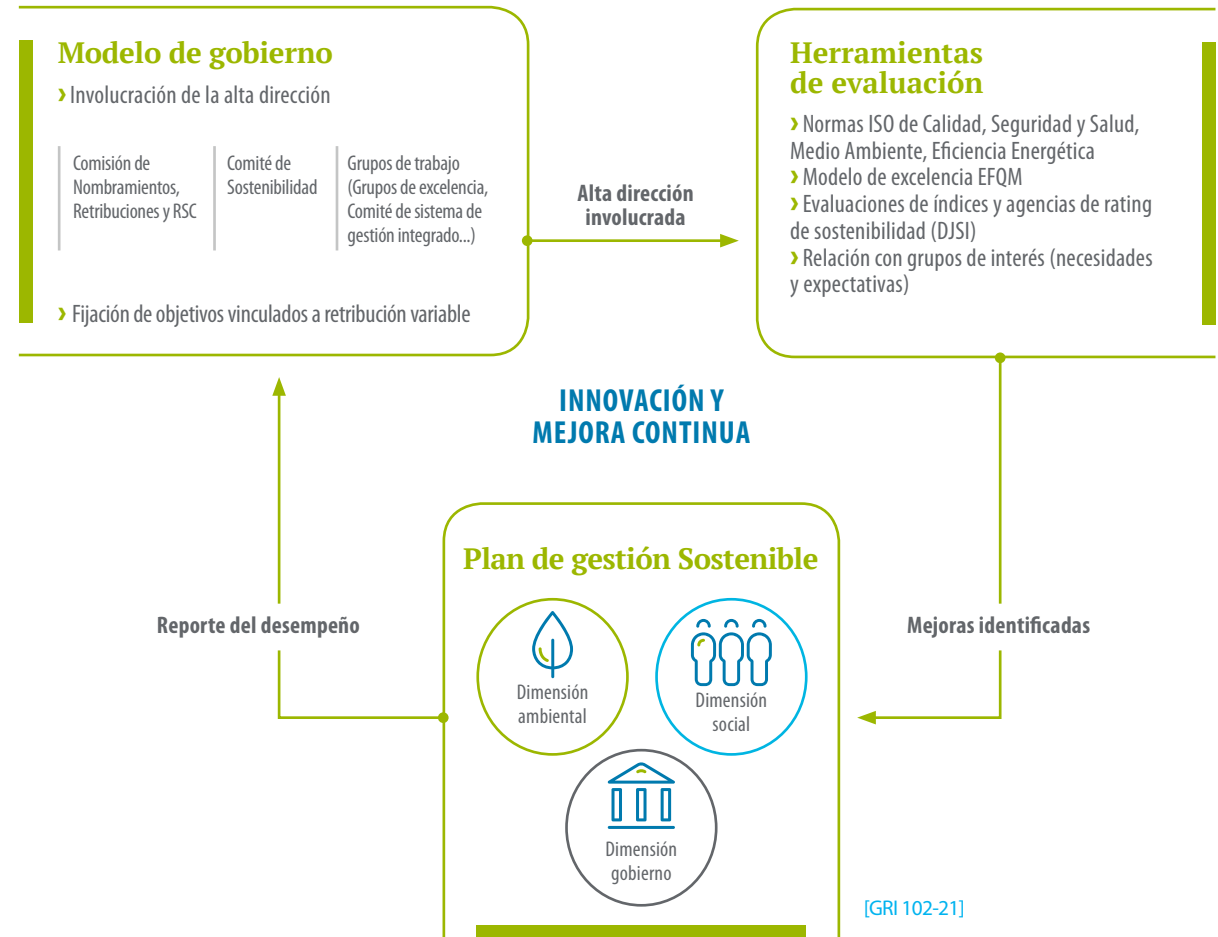 Modelo de gobierno
› Involucración de la alta dirección
Comisión de
Nombramientos,
Retribuciones y RSC
Comité de
Sostenibilidad
Grupos de trabajo
(Grupos de excelencia,
Comité de sistema de
gestión integrado...)
› Fijación de objetivos vinculados a retribución variable
Alta dirección
involucrada
Herramientas
de evaluación
› Normas ISO de Calidad, Seguridad y Salud,
Medio Ambiente, Eficiencia Energética
› Modelo de excelencia EFQM
› Evaluaciones de índices y agencias de rating
de sostenibilidad (DJSI)
› Relación con grupos de interés (necesidades
y expectativas)
INNOVACIÓN Y
MEJORA CONTINUA
Reporte del desempeño
Plan de gestión Sostenible
Dimensión
ambiental
Dimensión
social
Dimensión
gobierno
Mejoras identificadas
[GRI 102-21]